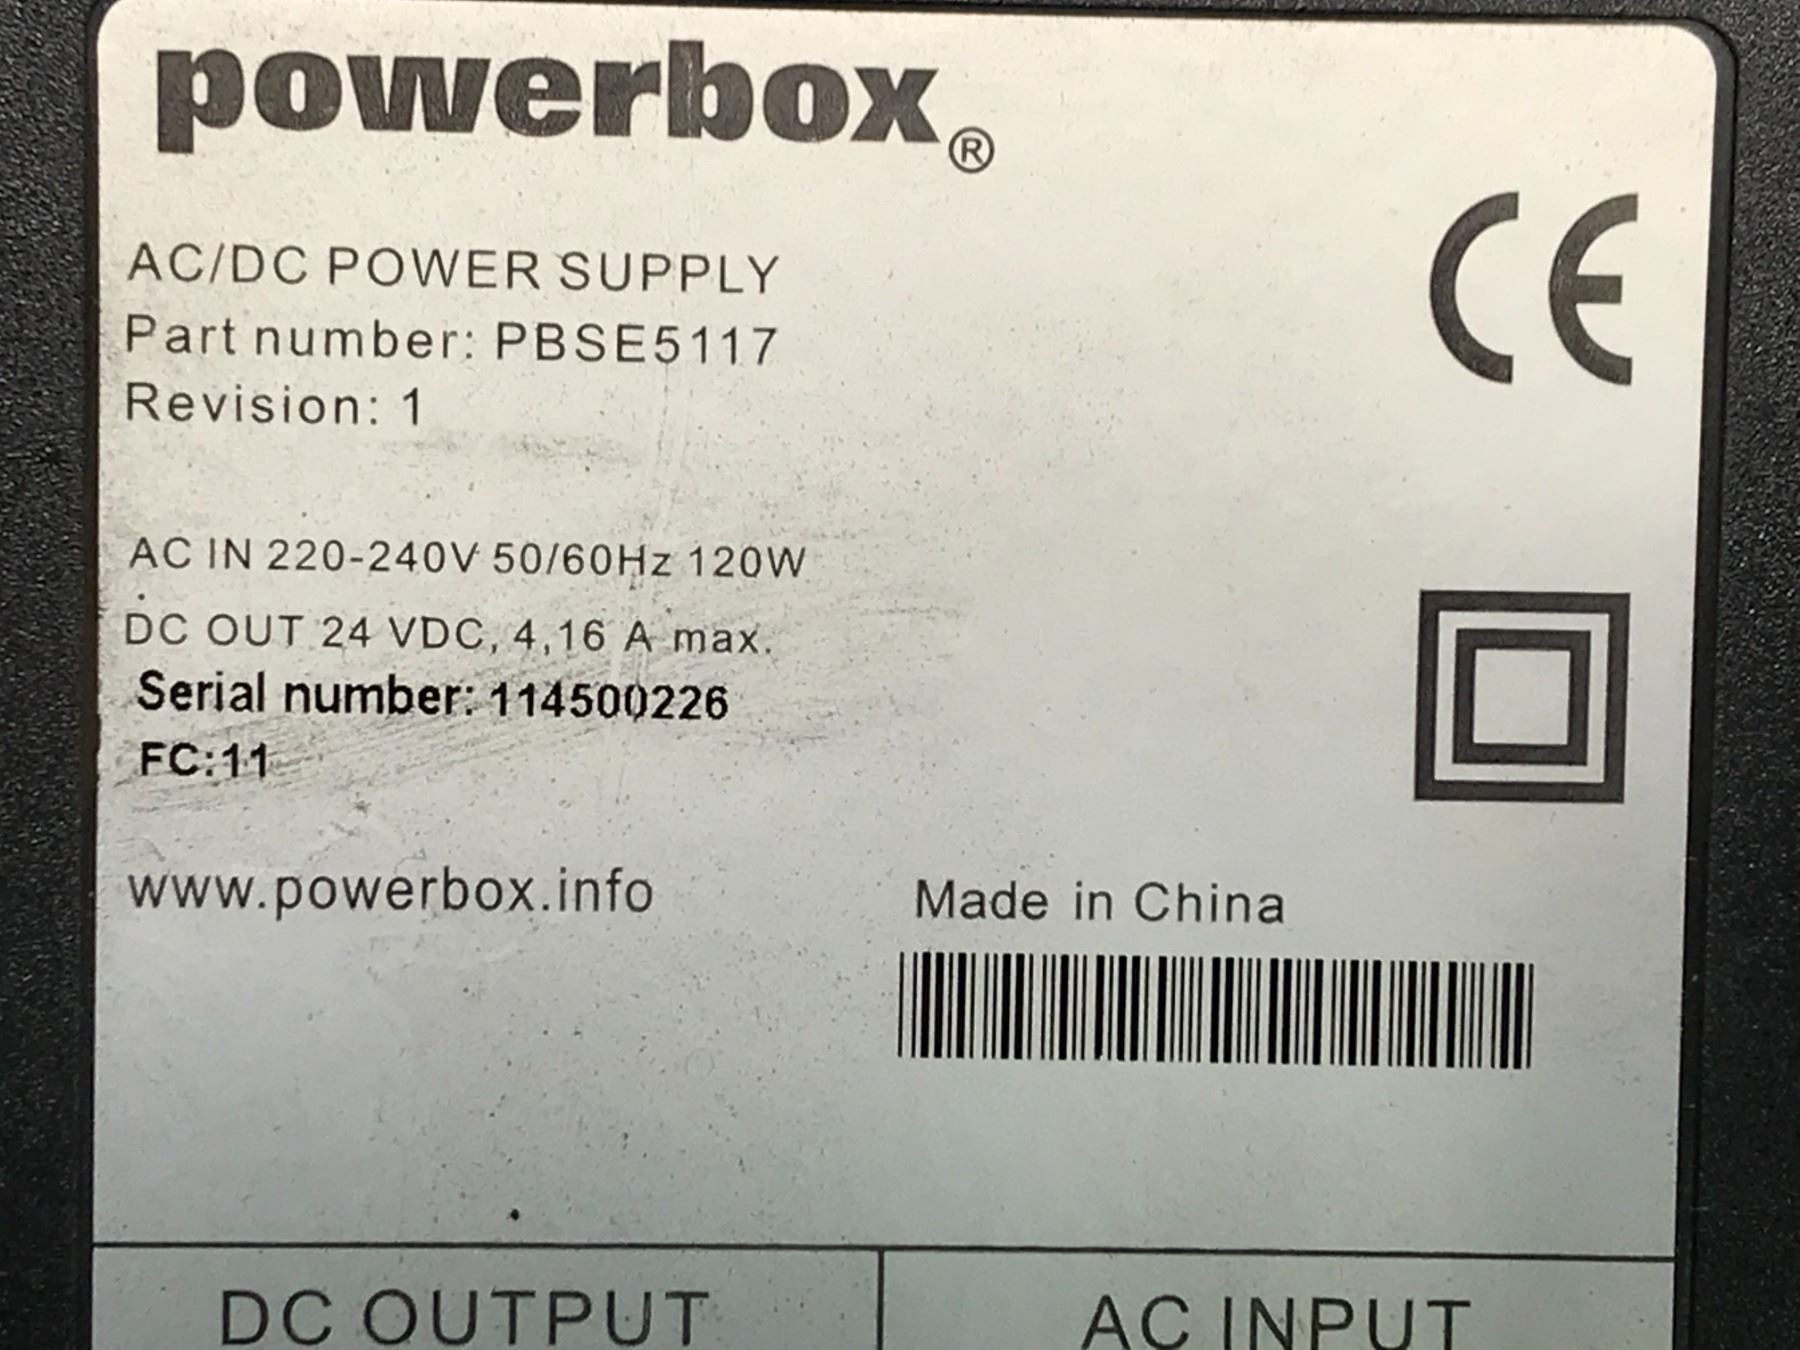 powerbox®
CE
AC/DC POWER SUPPLY
Part number: PBSE5117
Revision: 1
AC IN 220-240V 50/60Hz 120W
DC OUT 24 VDC, 4,16 A max.
Serial number: 114500226
FC:11
www.powerbox.info
Made in China
DC OUTPUT
AC INPUT